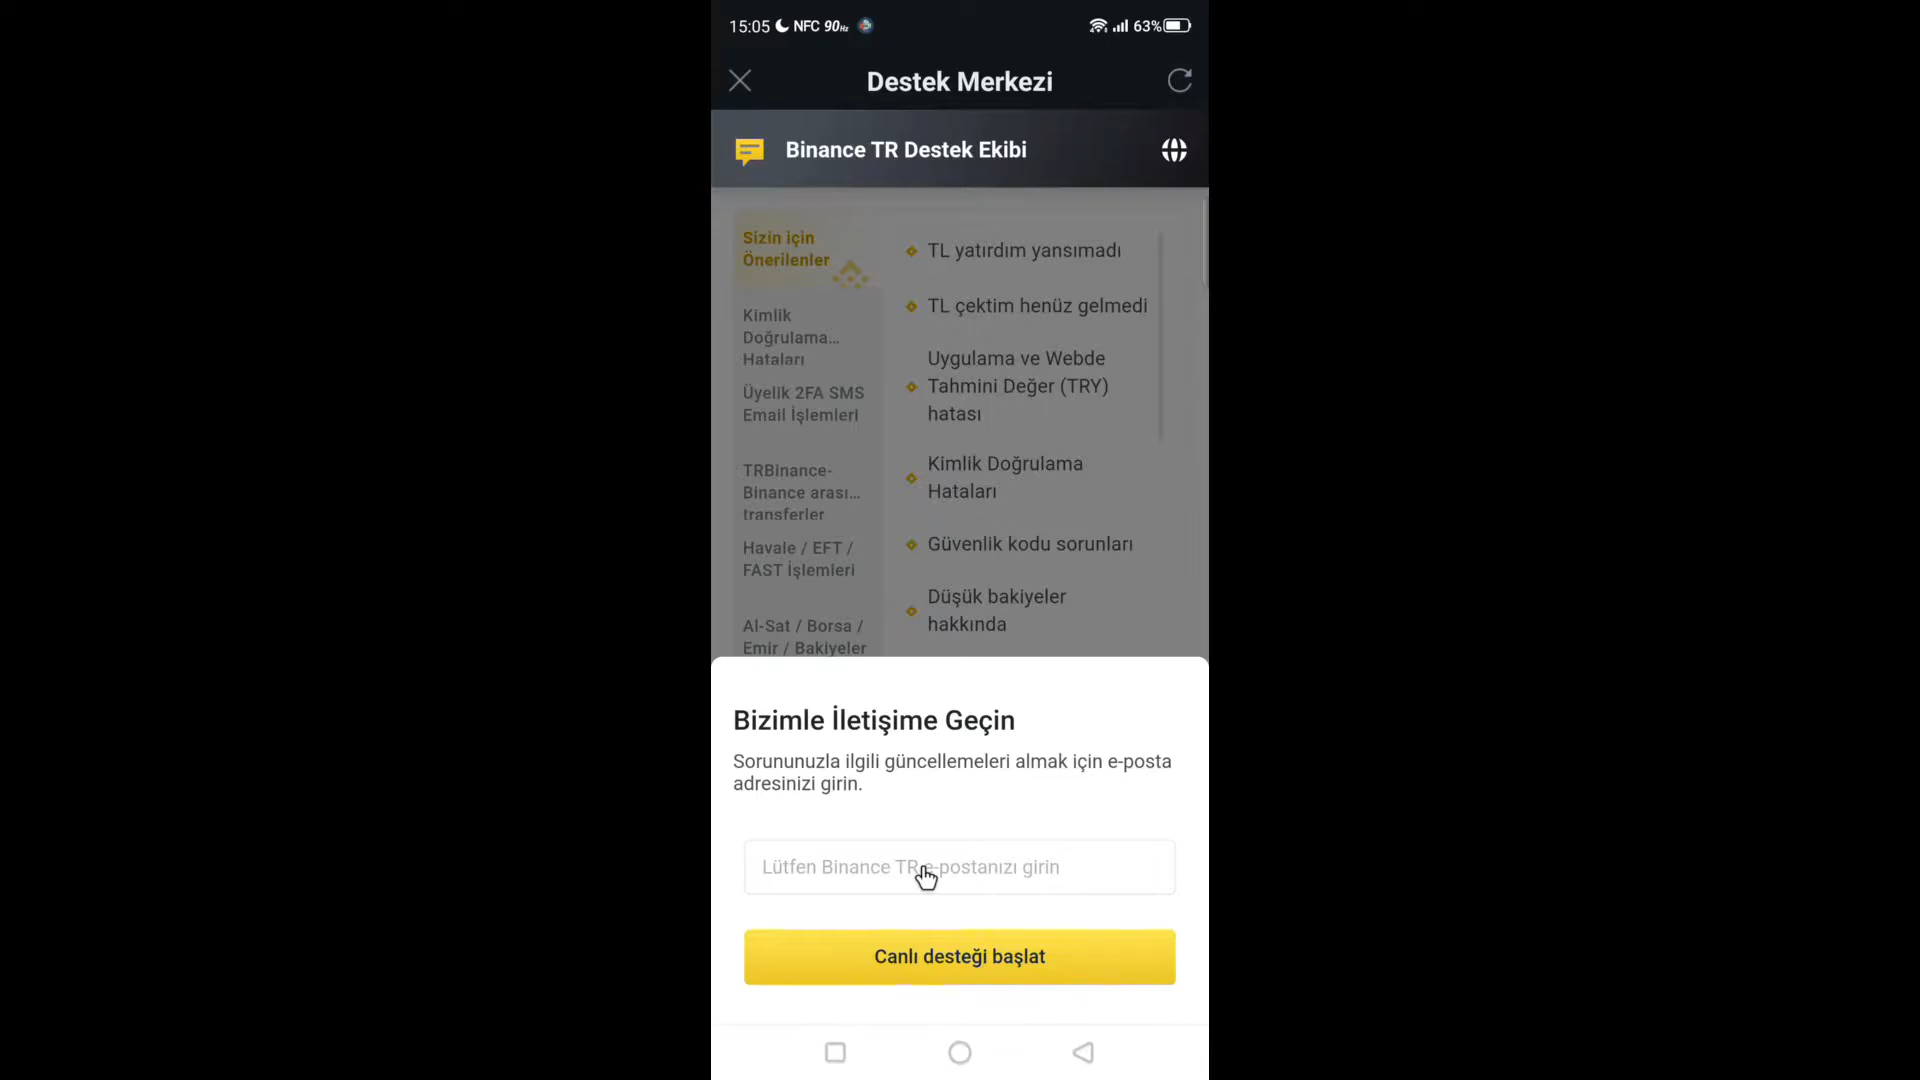 15:05 NFC 90Hz 63%
Destek Merkezi
Binance TR Destek Ekibi
Sizin için
Önerilenler
Kimlik
Doğrulama...
Hataları
Üyelik 2FA SMS
Email İşlemleri
TRBinance-
Binance arası...
transferler
Havale / EFT /
FAST İşlemleri
Al-Sat / Borsa /
Emir / Bakiyeler
TL yatırdım yansımadı
TL çektim henüz gelmedi
Uygulama ve Webde
Tahmini Değer (TRY)
hatası
Kimlik Doğrulama
Hataları
Güvenlik kodu sorunları
Düşük bakiyeler
hakkında
Bizimle İletişime Geçin
Sorununuzla ilgili güncellemeleri almak için e-posta
adresinizi girin.
Lütfen Binance TR e-postanızı girin
Canlı desteği başlat